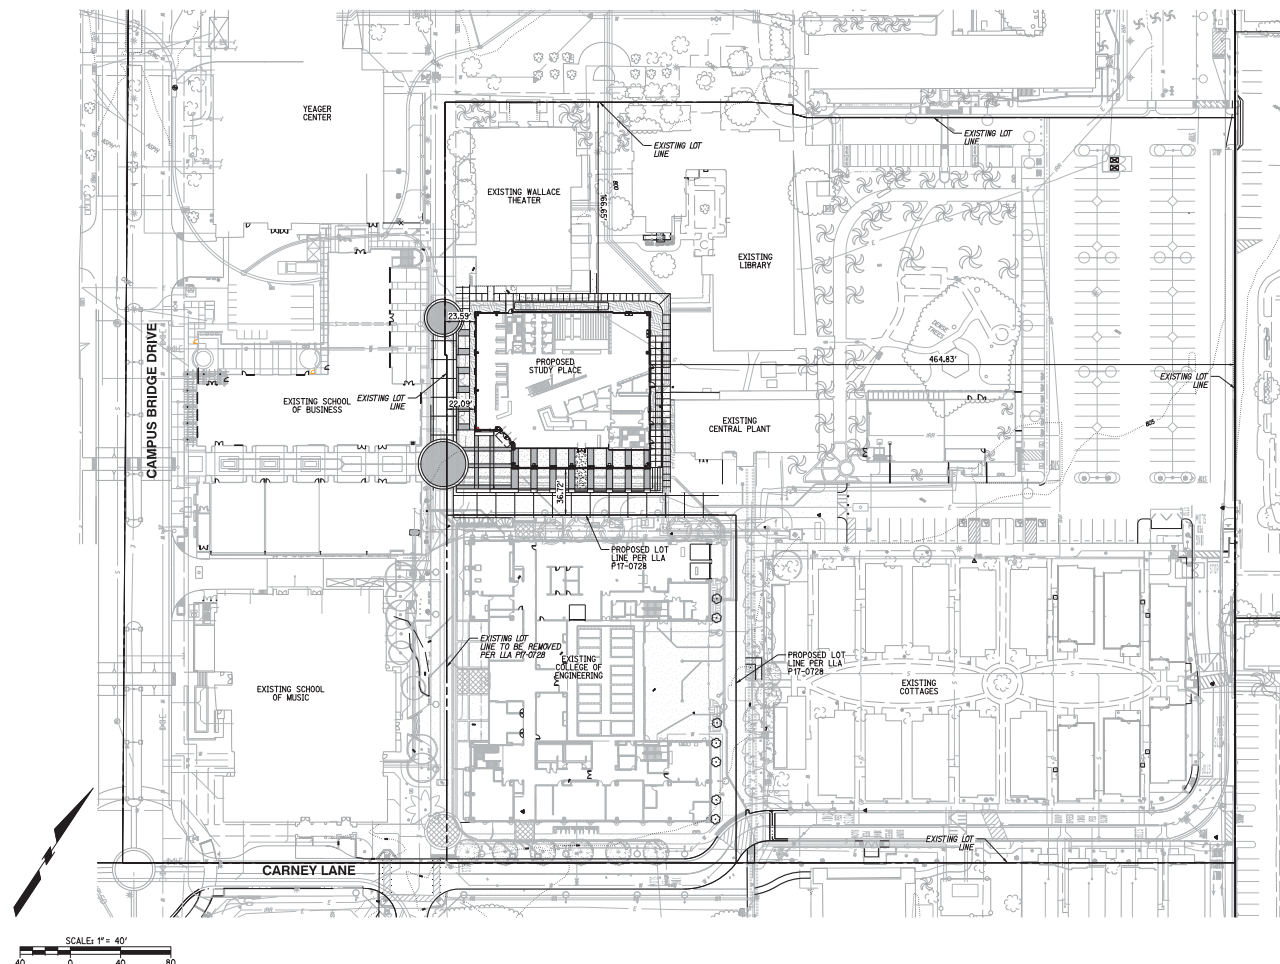 YEAGER
CENTER
EXISTING LOT
LINE
EXISTING LOT
LINE
EXISTING WALLACE
THEATER
166.65'
EXISTING
LIBRARY
23.59'
PROPOSED
STUDY PLACE
464.83'
EXISTING LOT
LINE
CAMPUS BRIDGE DRIVE
EXISTING SCHOOL
OF BUSINESS
EXISTING LOT
LINE
22.09'
EXISTING
CENTRAL PLANT
805
36.72'
PROPOSED LOT
LINE PER LLA
P17-0728
EXISTING LOT
LINE TO BE REMOVED
PER LLA P17-0728
EXISTING
COLLEGE OF
ENGINEERING
PROPOSED LOT
LINE PER LLA
P17-0728
EXISTING SCHOOL
OF MUSIC
EXISTING
COTTAGES
EXISTING LOT
LINE
CARNEY LANE
SCALE: 1" = 40'
40 0 40 80